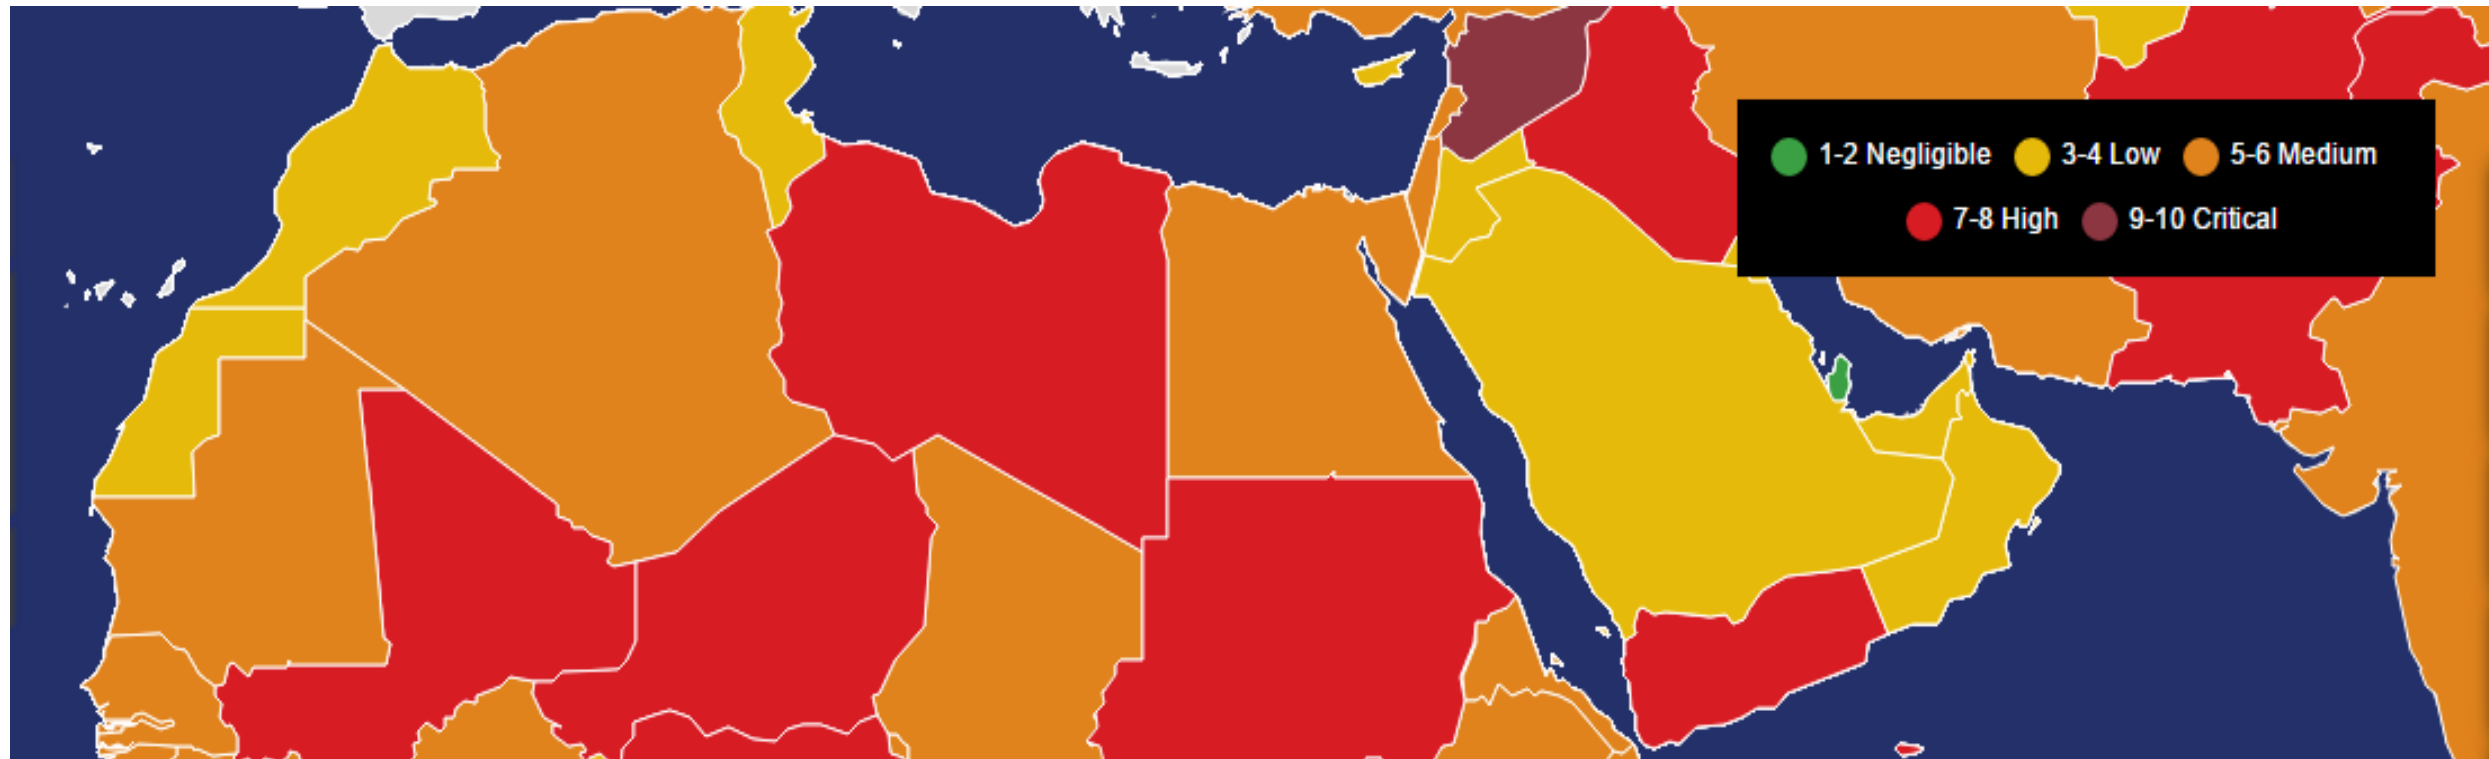 1-2 Negligible 3-4 Low 5-6 Medium
7-8 High 9-10 Critical